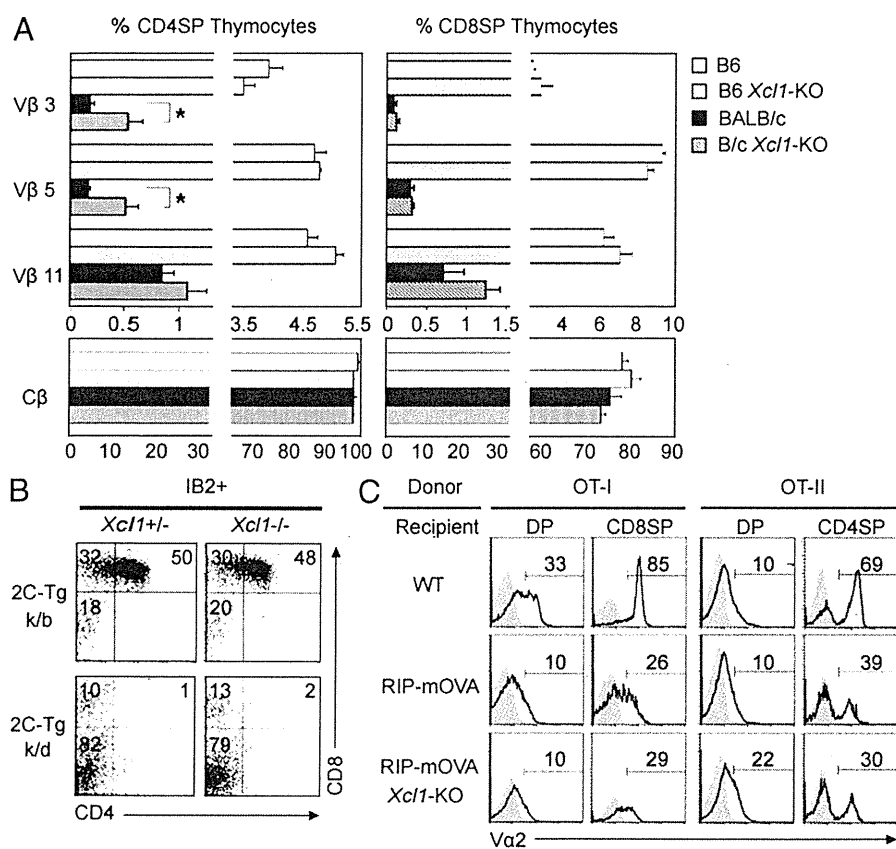 A
% CD4SP Thymocytes
% CD8SP Thymocytes
B6
B6 Xcl1-KO
BALB/c
B/c Xcl1-KO
Vβ 3
*
Vβ 5
*
Vβ 11
0 0.5 1 3.5 4.5 5.5
0 0.5 1 1.5 4 6 8 10
Cβ
0 10 20 30 70 80 90 100
0 10 20 30 60 70 80 90
B
IB2+
Xcl1+/- Xcl1-/-
2C-Tg
k/b
32 50
18
30 48
20
2C-Tg
k/d
10 1
82
13 2
79
CD8
CD4
C
Donor OT-I OT-II
Recipient DP CD8SP DP CD4SP
WT
33 85 10 69
RIP-mOVA
10 26 10 39
RIP-mOVA
Xcl1-KO
10 29 22 30
Vα2